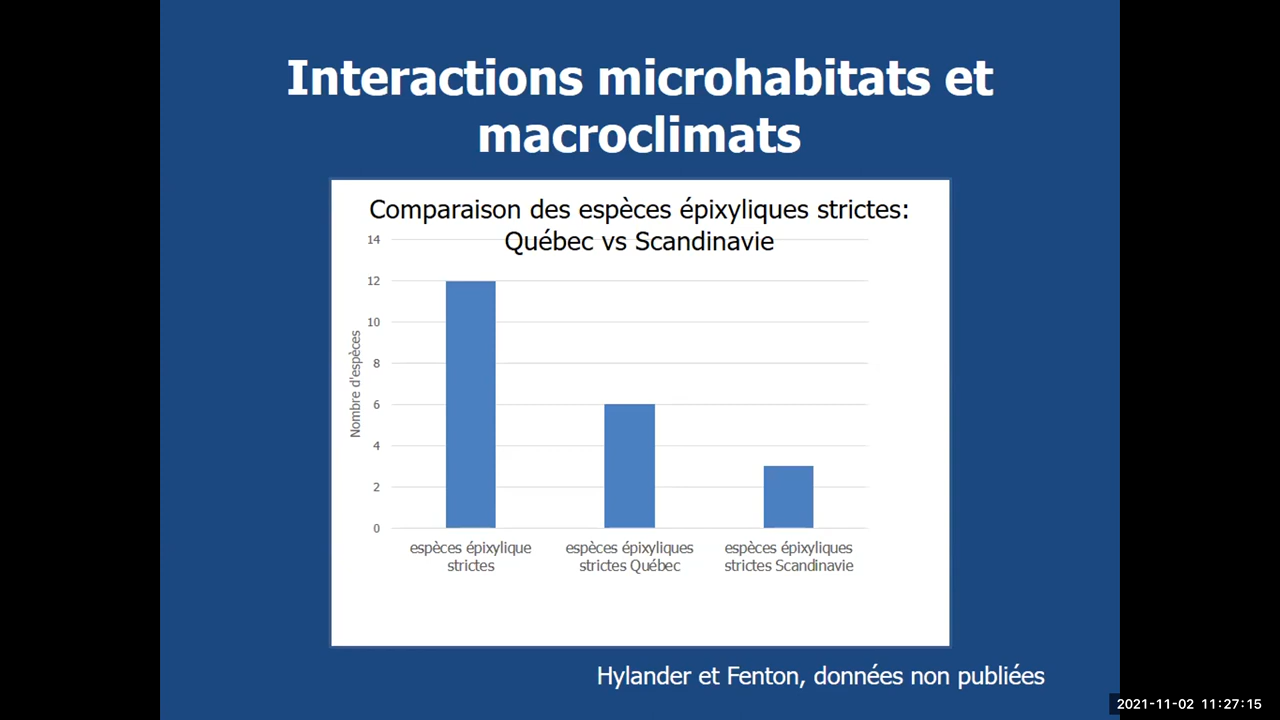 Interactions microhabitats et
macroclimats
Comparaison des espèces épixyliques strictes:
Québec vs Scandinavie
14
12
10
8
6
4
2
0
Nombre d'espèces
espèces épixylique
strictes
espèces épixyliques
strictes Québec
espèces épixyliques
strictes Scandinavie
Hylander et Fenton, données non publiées
2021-11-02 11:27:15